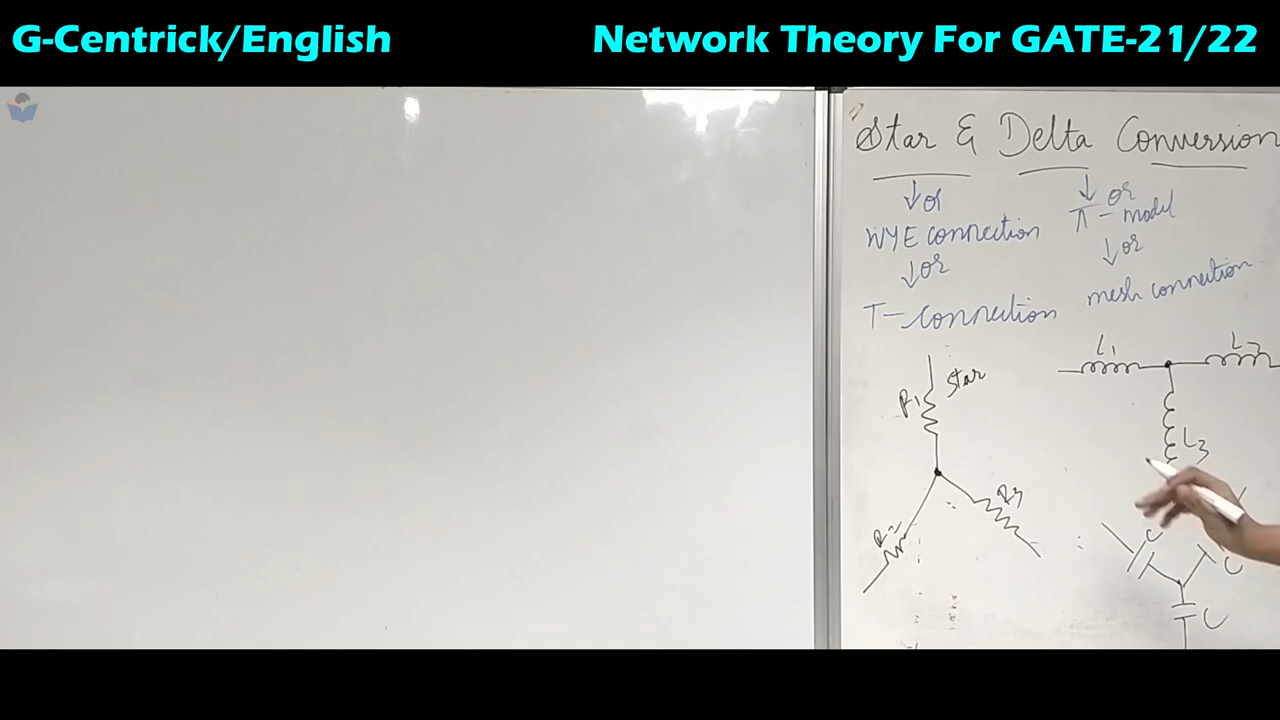 G-Centrick/English
Network Theory For GATE-21/22
Star & Delta Conversion
↓ or
WYE connection
↓ or
T-connection
↓ or
π - model
↓ or
mesh connection
Star
R1
R2
R3
L1
L2
L3
C
C
C